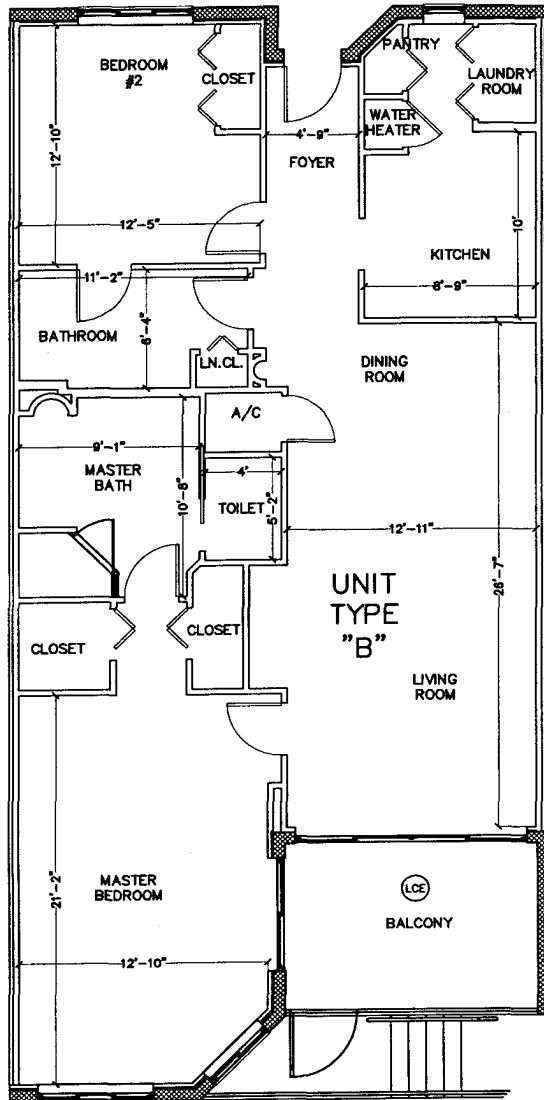 BEDROOM
#2
CLOSET
PANTRY
LAUNDRY
ROOM
WATER
HEATER
4'-9"
FOYER
12'-10"
10'
12'-5"
KITCHEN
11'-2"
8'-9"
BATHROOM
6'-4"
LN.CL.
DINING
ROOM
A/C
9'-1"
MASTER
BATH
4'
10'-8"
TOILET
5'-2"
12'-11"
26'-7"
UNIT
TYPE
"B"
CLOSET
CLOSET
LIVING
ROOM
MASTER
BEDROOM
21'-2"
LCE
BALCONY
12'-10"